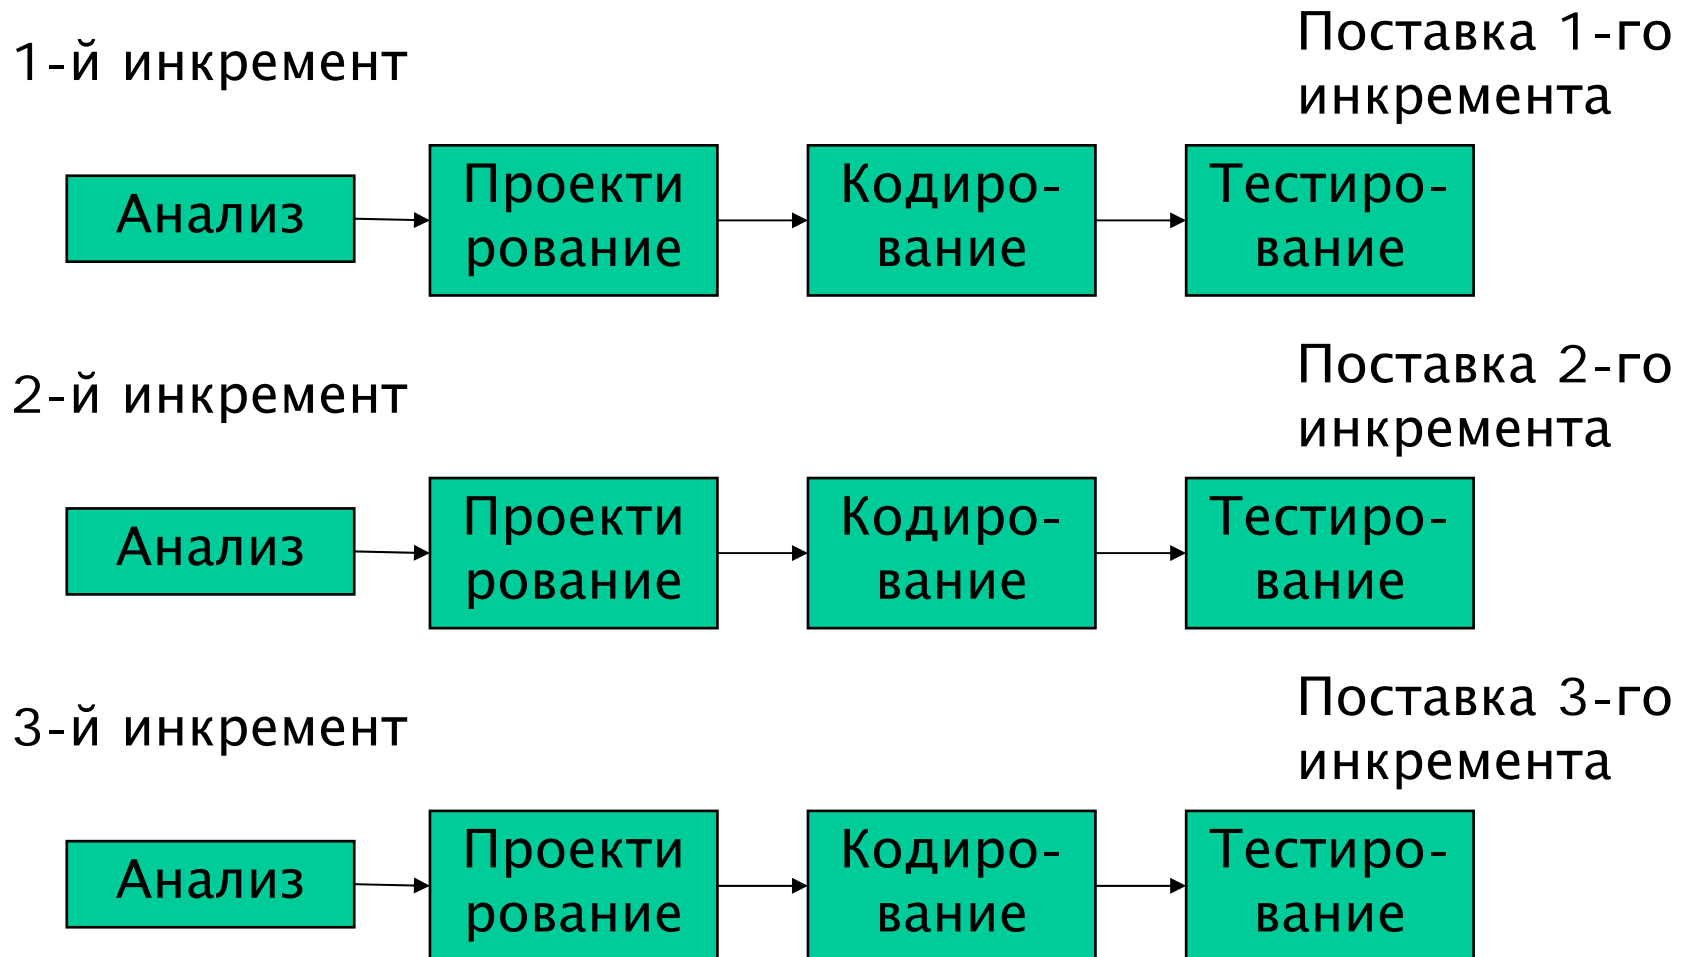 1-й инкремент
Поставка 1-го
инкремента
Анализ
Проекти
рование
Кодиро-
вание
Тестиро-
вание
2-й инкремент
Поставка 2-го
инкремента
Анализ
Проекти
рование
Кодиро-
вание
Тестиро-
вание
3-й инкремент
Поставка 3-го
инкремента
Анализ
Проекти
рование
Кодиро-
вание
Тестиро-
вание